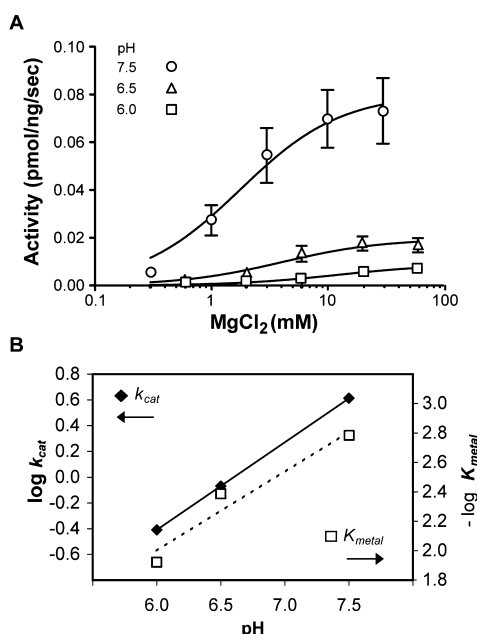 A
pH
7.5
6.5
6.0
Activity (pmol/ng/sec)
0.10
0.08
0.06
0.04
0.02
0.00
0.1 1 10 100
MgCl2 (mM)
B
kcat
log kcat
0.8
0.6
0.4
0.2
0.0
-0.2
-0.4
-0.6
3.0
2.8
2.6
2.4
2.2
2.0
1.8
- log Kmetal
Kmetal
6.0 6.5 7.0 7.5
pH